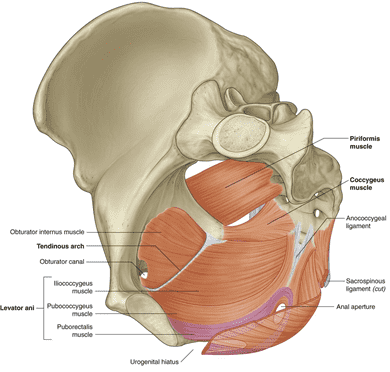 Piriformis
muscle
Coccygeus
muscle
Anococcygeal
ligament
Sacrospinous
ligament (cut)
Anal aperture
Obturator internus muscle
Tendinous arch
Obturator canal
Levator ani
Iliococcygeus
muscle
Pubococcygeus
muscle
Puborectalis
muscle
Urogenital hiatus